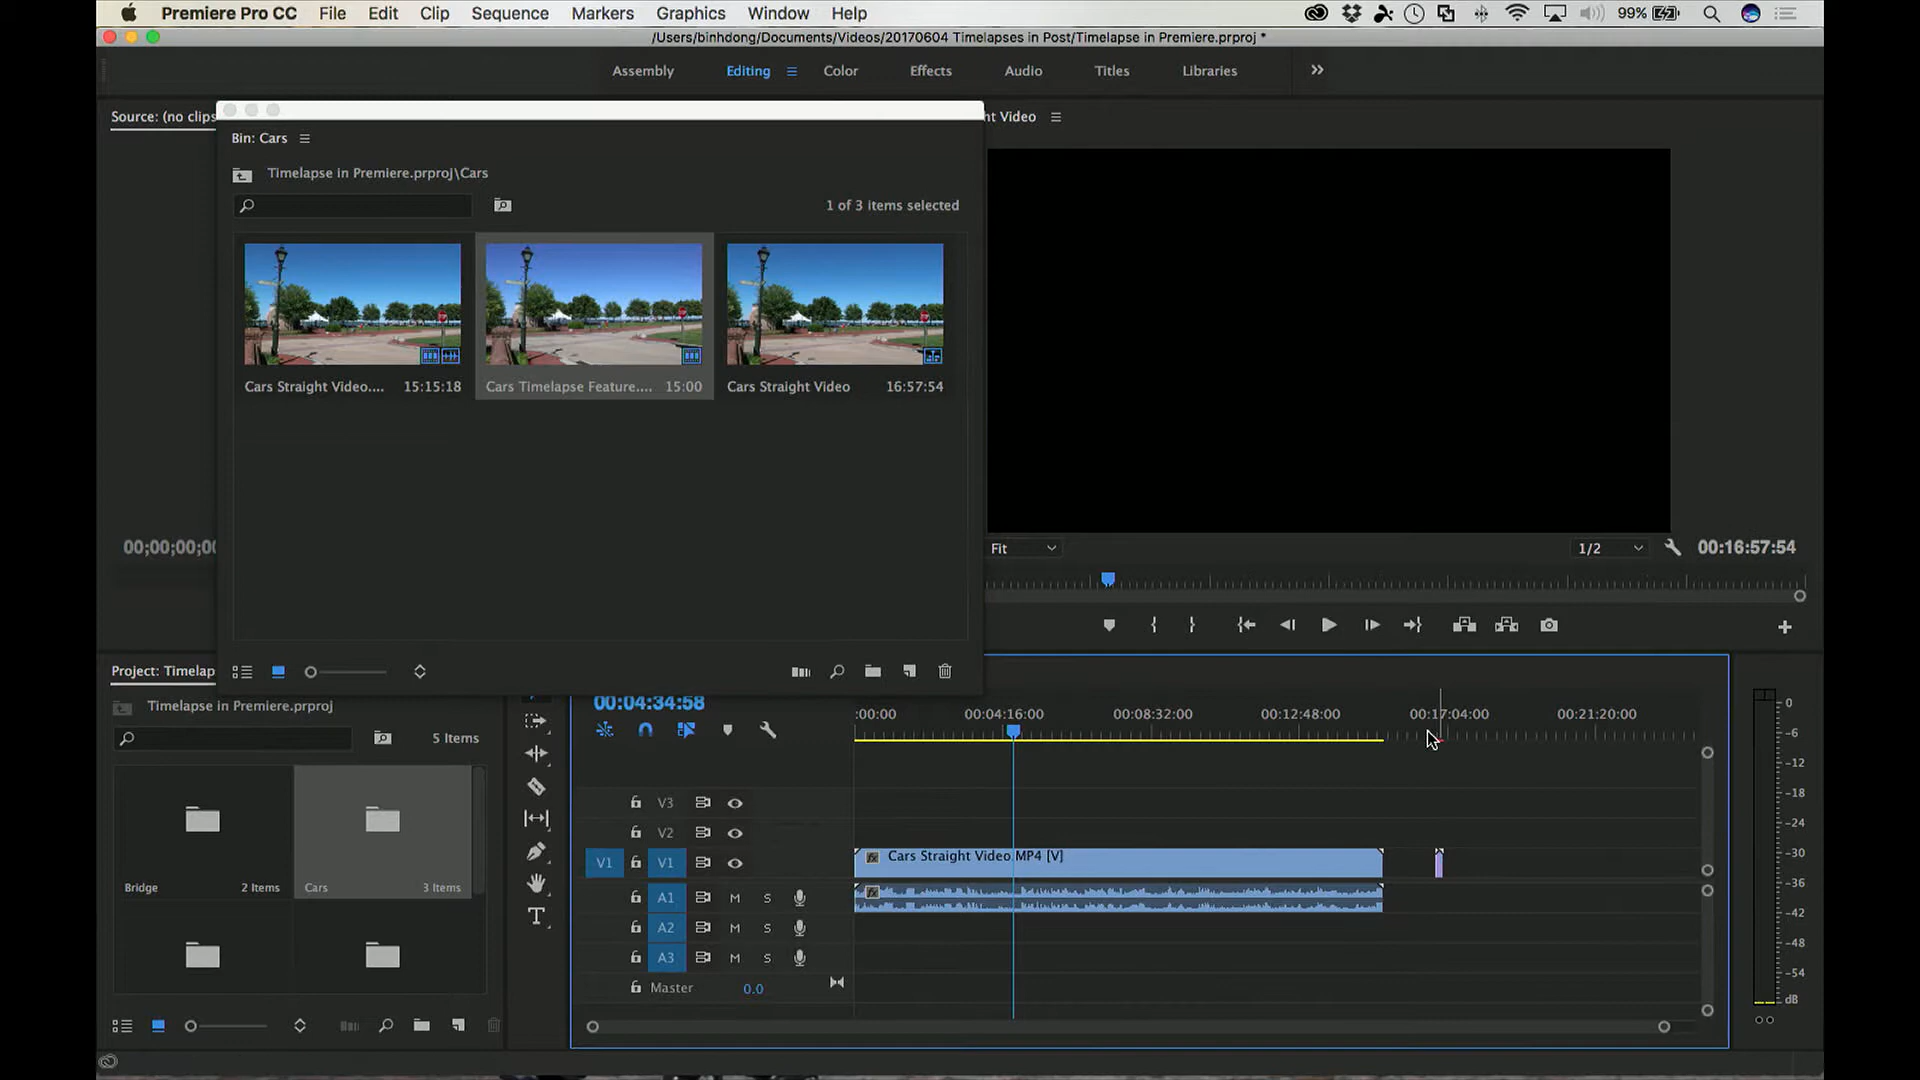 Premiere Pro CC File Edit Clip Sequence Markers Graphics Window Help 99%
/Users/binhdong/Documents/Videos/20170604 Timelapses in Post/Timelapse in Premiere.prproj *
Assembly Editing Color Effects Audio Titles Libraries
Source: (no clips
ht Video
Bin: Cars
Timelapse in Premiere.prproj\Cars
1 of 3 items selected
Cars Straight Video.... 15:15:18
Cars Timelapse Feature.... 15:00
Cars Straight Video 16:57:54
00;00;00;00
Fit
1/2
00:16:57:54
Project: Timelap
Timelapse in Premiere.prproj
5 Items
Bridge 2 Items
Cars 3 Items
00:04:34:58
:00:00 00:04:16:00 00:08:32:00 00:12:48:00 00:17:04:00 00:21:20:00
V3
V2
V1 V1
Cars Straight Video.MP4 [V]
A1 M S
A2 M S
A3 M S
Master 0.0
T
0
-6
-12
-18
-24
-30
-36
-42
-48
-54
dB